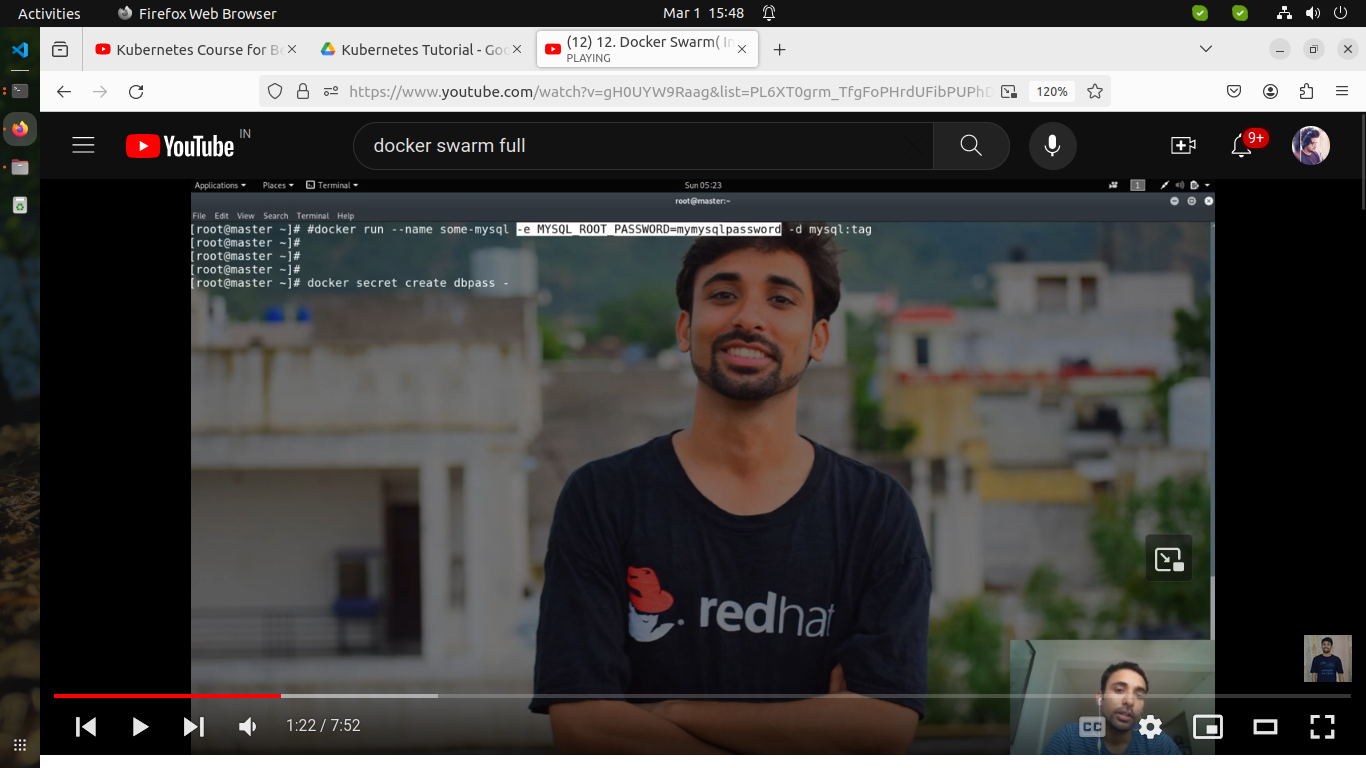 Activities
Firefox Web Browser
Mar 1 15:48
Kubernetes Course for Be
Kubernetes Tutorial - Goo
(12) 12. Docker Swarm( In
PLAYING
https://www.youtube.com/watch?v=gH0UYW9Raag&list=PL6XT0grm_TfgFoPHrdUFibPUPhD
120%
YouTube
IN
docker swarm full
9+
Applications
Places
Terminal
Sun 05:23
1
root@master:~
File Edit View Search Terminal Help
[root@master ~]# #docker run --name some-mysql -e MYSQL_ROOT_PASSWORD=mymysqlpassword -d mysql:tag
[root@master ~]#
[root@master ~]#
[root@master ~]#
[root@master ~]# docker secret create dbpass -
redhat
1:22 / 7:52
CC